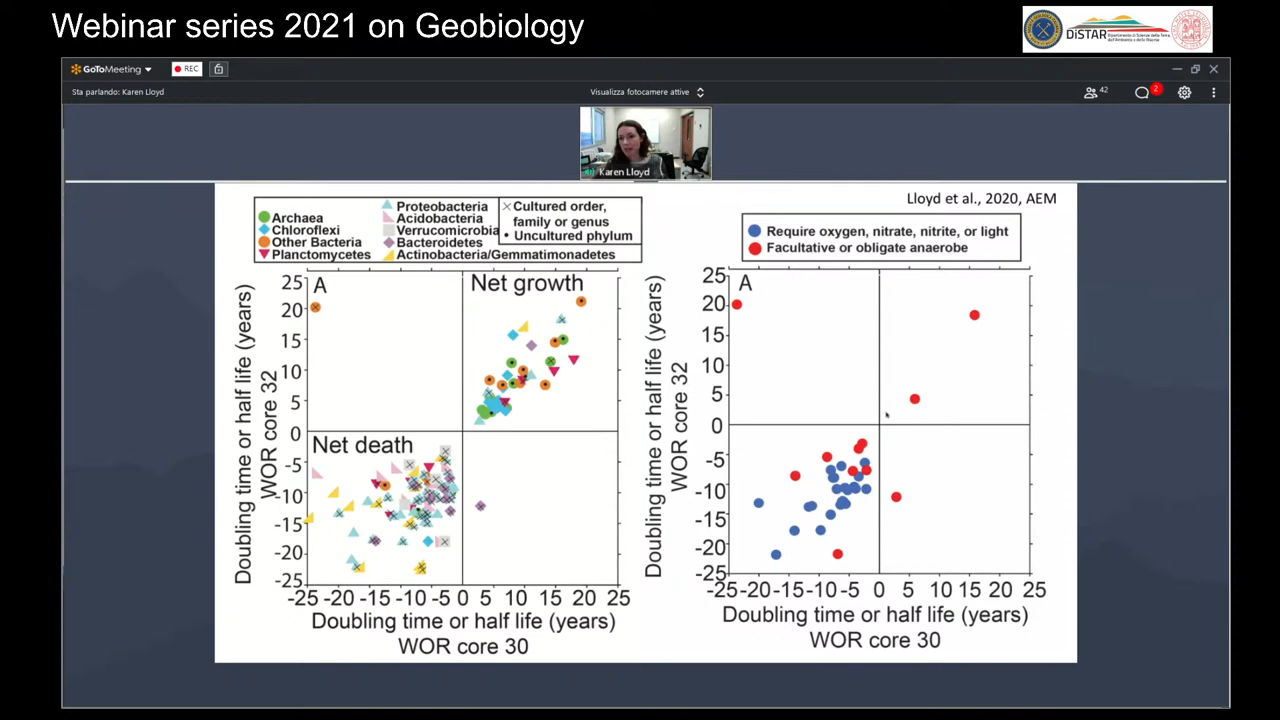 Webinar series 2021 on Geobiology
DiSTAR
GoToMeeting
REC
Sta parlando: Karen Lloyd
Visualizza fotocamere attive
42
2
Karen Lloyd
Lloyd et al., 2020, AEM
Archaea
Chloroflexi
Other Bacteria
Planctomycetes
Proteobacteria
Acidobacteria
Verrucomicrobia
Bacteroidetes
Actinobacteria/Gemmatimonadetes
Cultured order,
family or genus
Uncultured phylum
A
Net growth
Net death
25
20
15
10
5
0
-5
-10
-15
-20
-25
Doubling time or half life (years)
WOR core 32
-25 -20 -15 -10 -5 0 5 10 15 20 25
Doubling time or half life (years)
WOR core 30
Require oxygen, nitrate, nitrite, or light
Facultative or obligate anaerobe
A
25
20
15
10
5
0
-5
-10
-15
-20
-25
Doubling time or half life (years)
WOR core 32
-25 -20 -15 -10 -5 0 5 10 15 20 25
Doubling time or half life (years)
WOR core 30